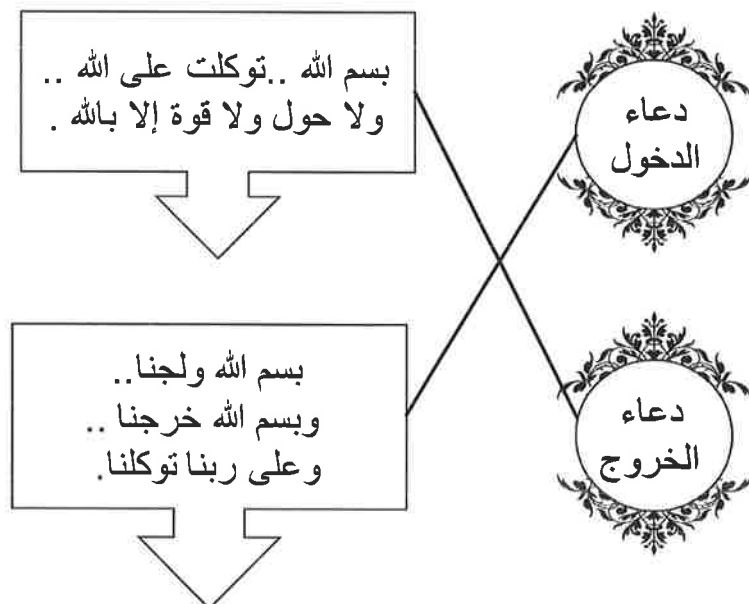 دعاء
الدخول
بسم الله ..توكلت على الله ..
ولا حول ولا قوة إلا بالله .
دعاء
الخروج
بسم الله ولجنا..
وبسم الله خرجنا ..
وعلى ربنا توكلنا.